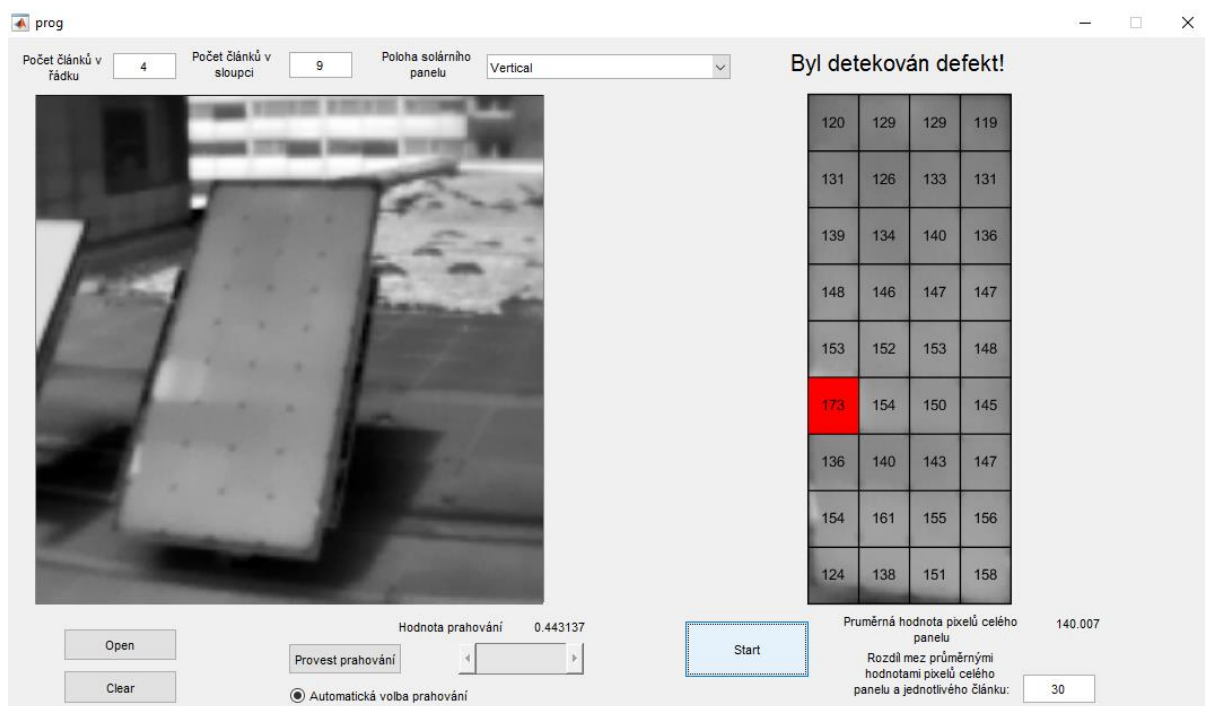 prog
Počet článků v
řádku
4
Počet článků v
sloupci
9
Poloha solárního
panelu
Vertical
Byl detekován defekt!
120 129 129 119
131 126 133 131
139 134 140 136
148 146 147 147
153 152 153 148
173 154 150 145
136 140 143 147
154 161 155 156
124 138 151 158
Open
Clear
Hodnota prahování 0.443137
Provest prahování
Automatická volba prahování
Start
Pruměrná hodnota pixelů celého
panelu
140.007
Rozdíl mez průměrnými
hodnotami pixelů celého
panelu a jednotlivého článku:
30